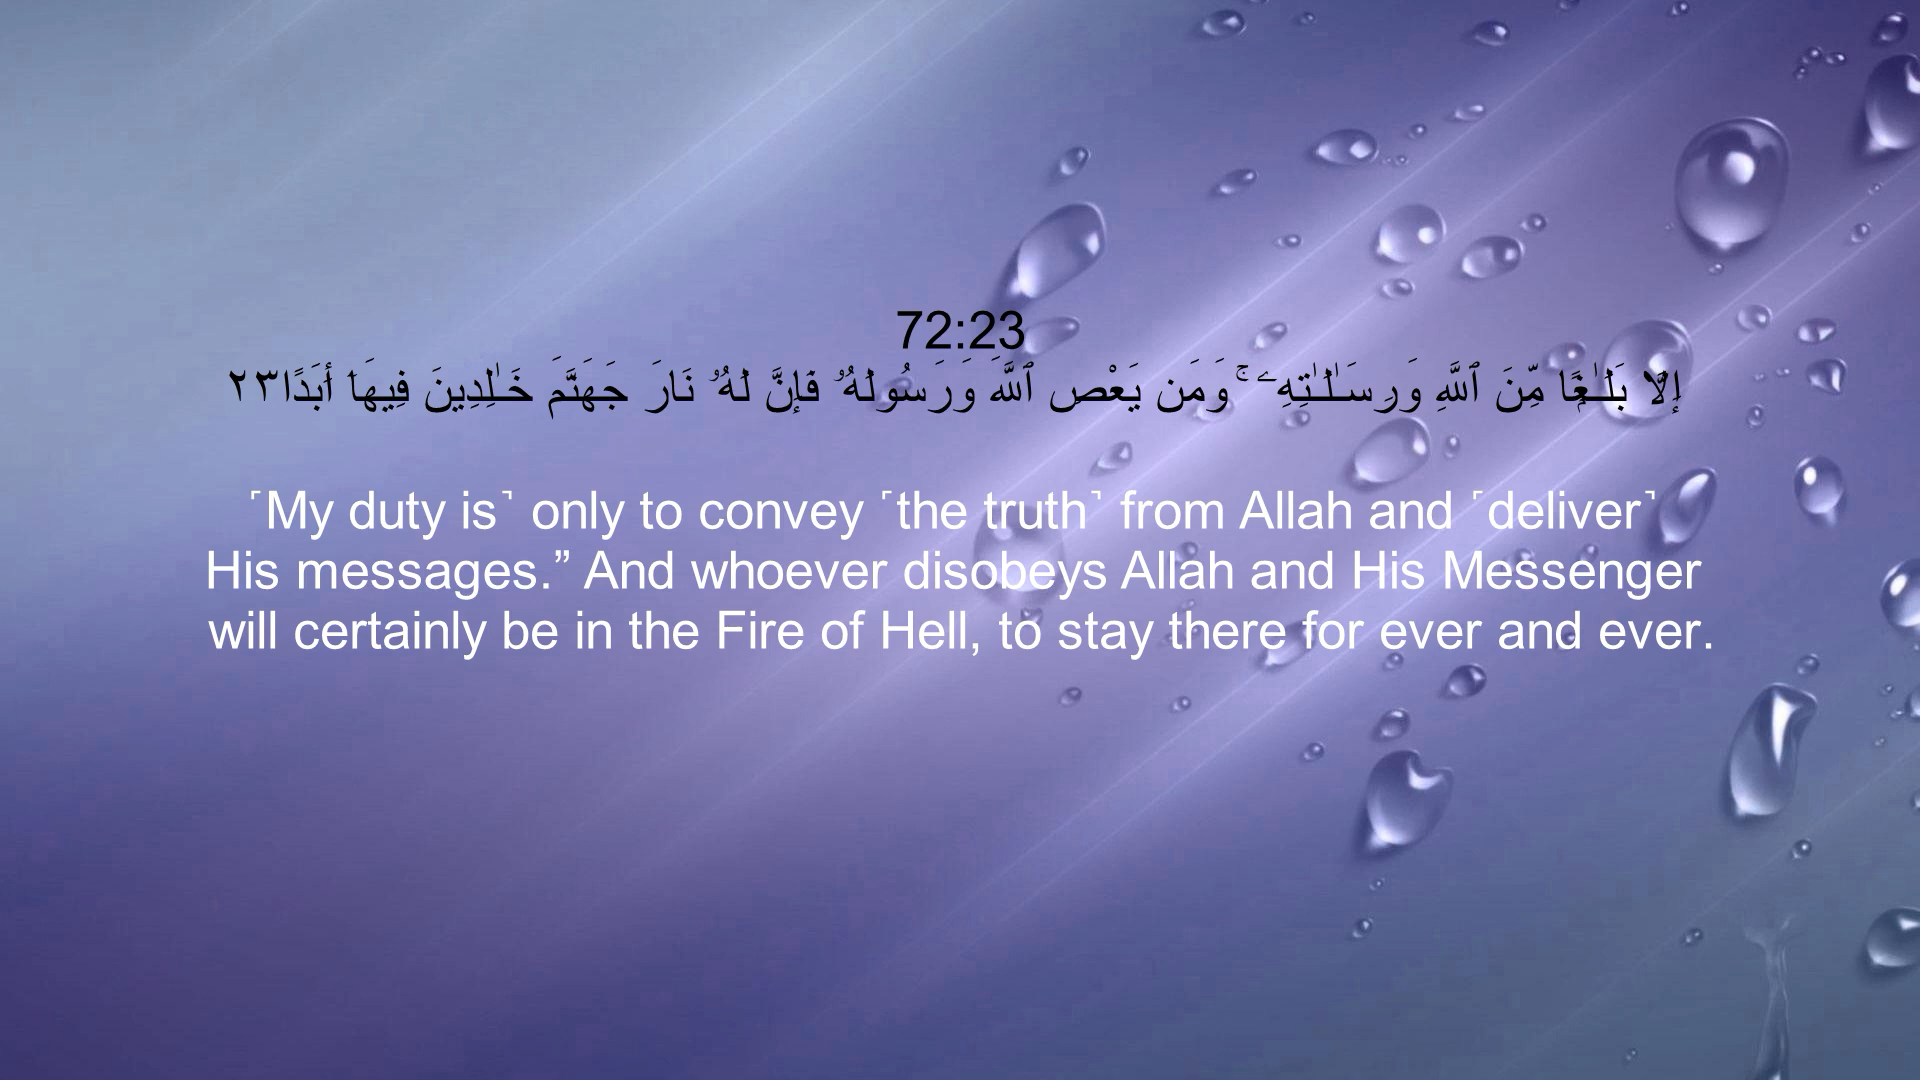 72:23
إِلَّا بَلَـٰغًۭا مِّنَ ٱللَّهِ وَرِسَـٰلَـٰتِهِۦ ۚ وَمَن يَعْصِ ٱللَّهَ وَرَسُولَهُۥ فَإِنَّ لَهُۥ نَارَ جَهَنَّمَ خَـٰلِدِينَ فِيهَآ أَبَدًا٢٣
˹My duty is˺ only to convey ˹the truth˺ from Allah and ˹deliver˺
His messages.” And whoever disobeys Allah and His Messenger
will certainly be in the Fire of Hell, to stay there for ever and ever.